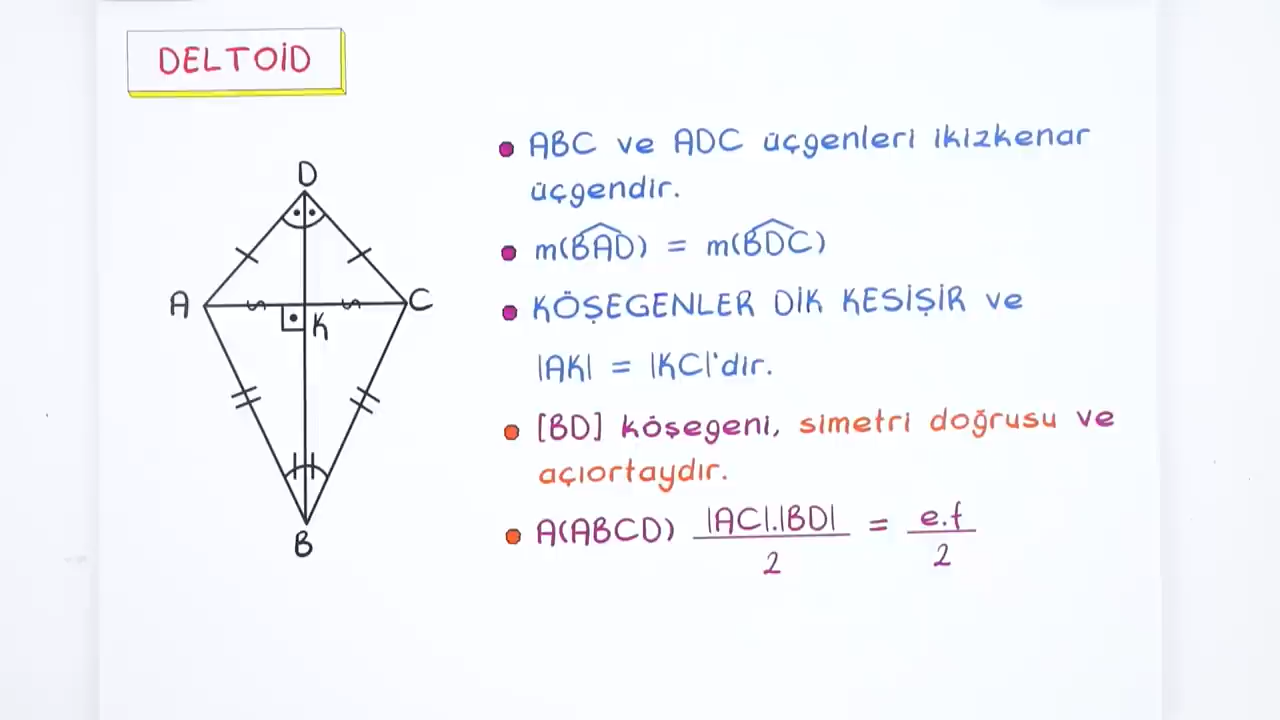 DELTOİD
D
A
C
K
B
ABC ve ADC üçgenleri ikizkenar
üçgendir.
m(BAD) = m(BDC)
KÖŞEGENLER DİK KESİŞİR ve
|AK| = |KC|'dir.
[BD] köşegeni, simetri doğrusu ve
açıortaydır.
A(ABCD) |AC|.|BD| / 2 = e.f / 2